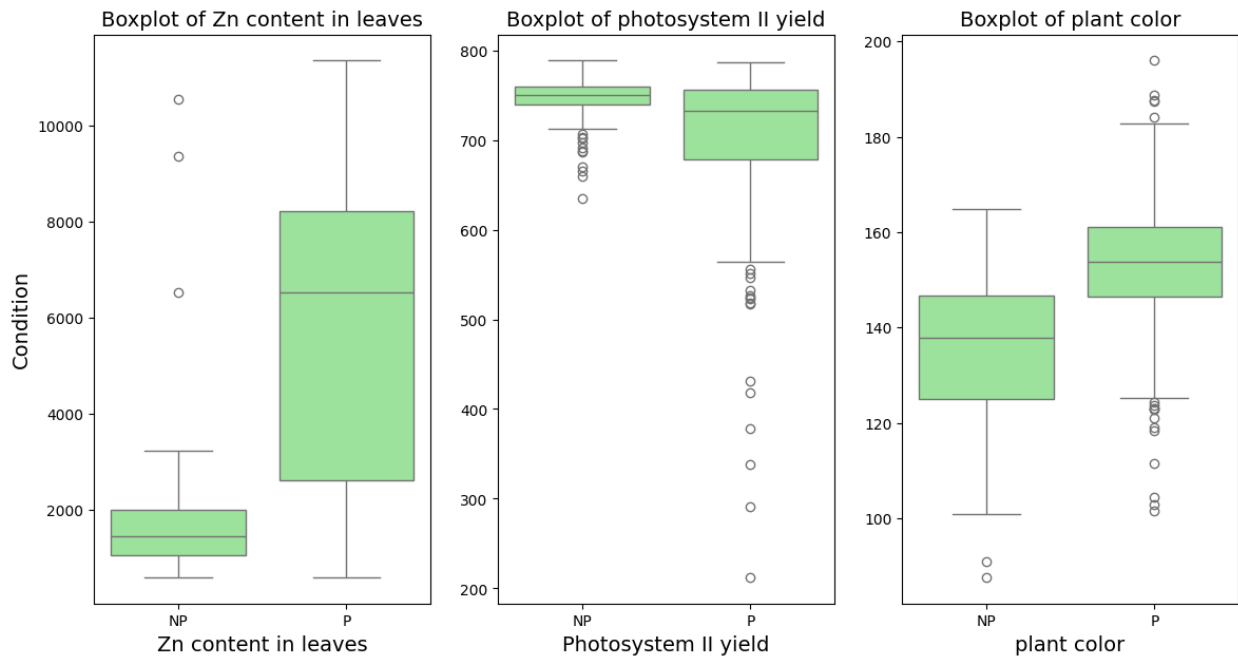 Boxplot of Zn content in leaves
Boxplot of photosystem II yield
Boxplot of plant color
Condition
10000
8000
6000
4000
2000
NP
P
Zn content in leaves
800
700
600
500
400
300
200
NP
P
Photosystem II yield
200
180
160
140
120
100
NP
P
plant color